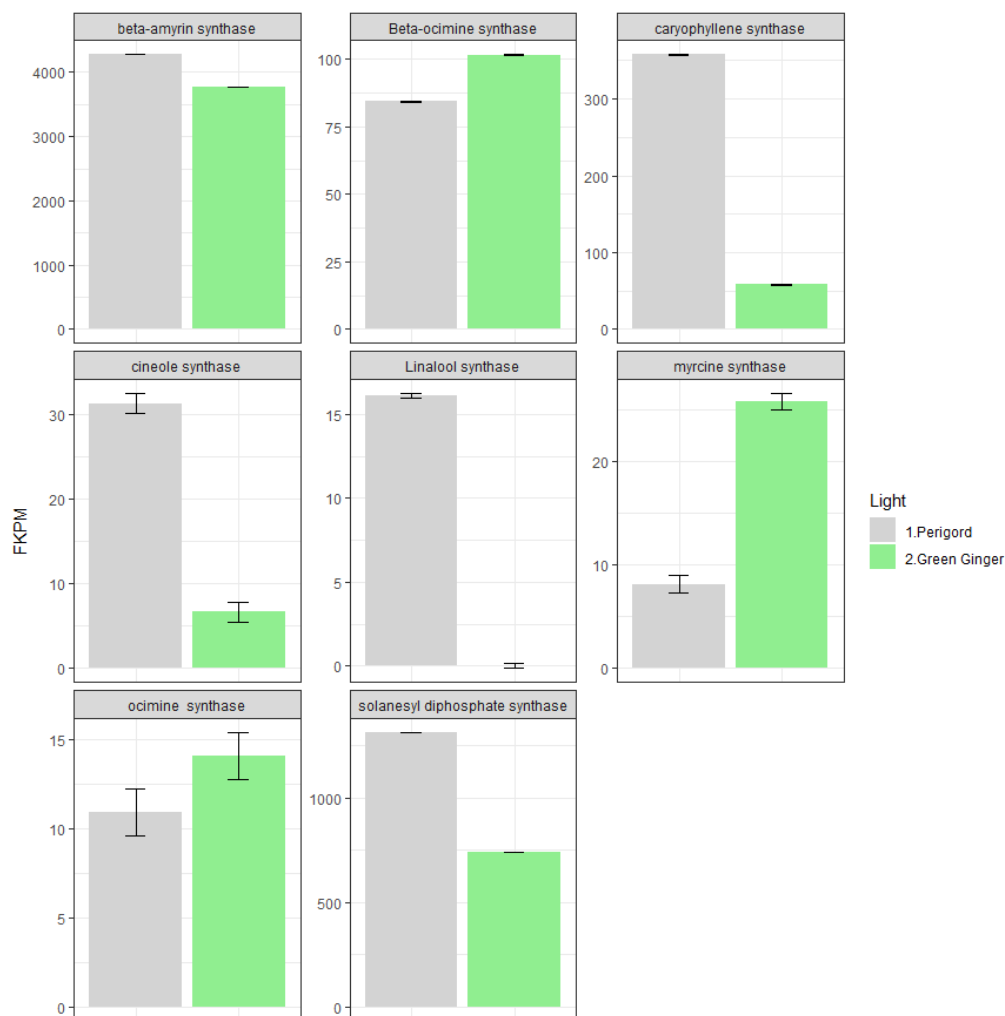 beta-amyrin synthase
Beta-ocimine synthase
caryophyllene synthase
4000
3000
2000
1000
0
100
75
50
25
0
300
200
100
0
cineole synthase
Linalool synthase
myrcine synthase
30
20
10
0
15
10
5
0
20
10
0
ocimine  synthase
solanesyl diphosphate synthase
15
10
5
0
1000
500
0
FKPM
Light
1.Perigord
2.Green Ginger